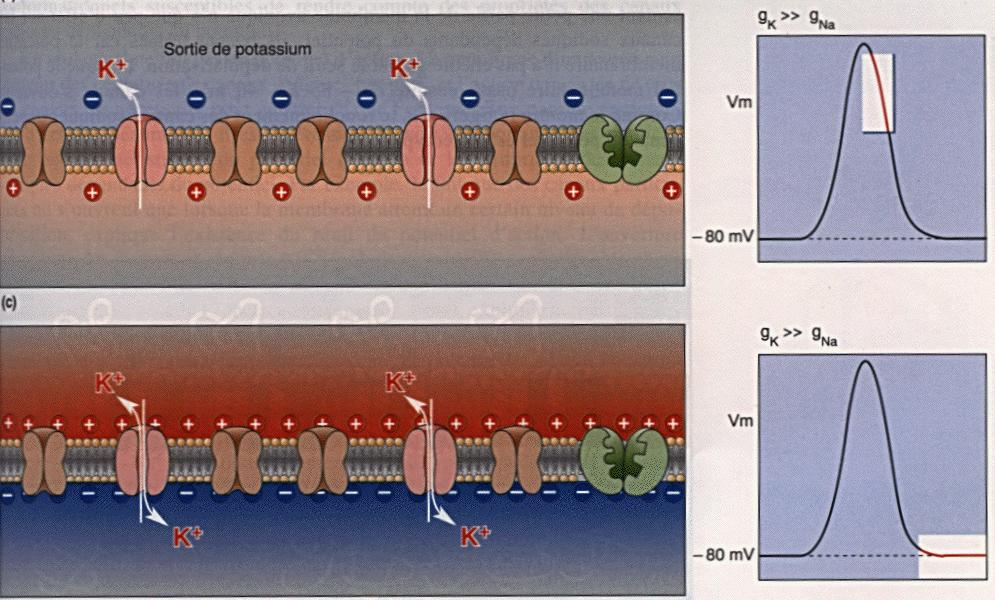 Sortie de potassium
K+
K+
gK >> gNa
Vm
– 80 mV
(c)
K+
K+
K+
K+
gK >> gNa
Vm
– 80 mV